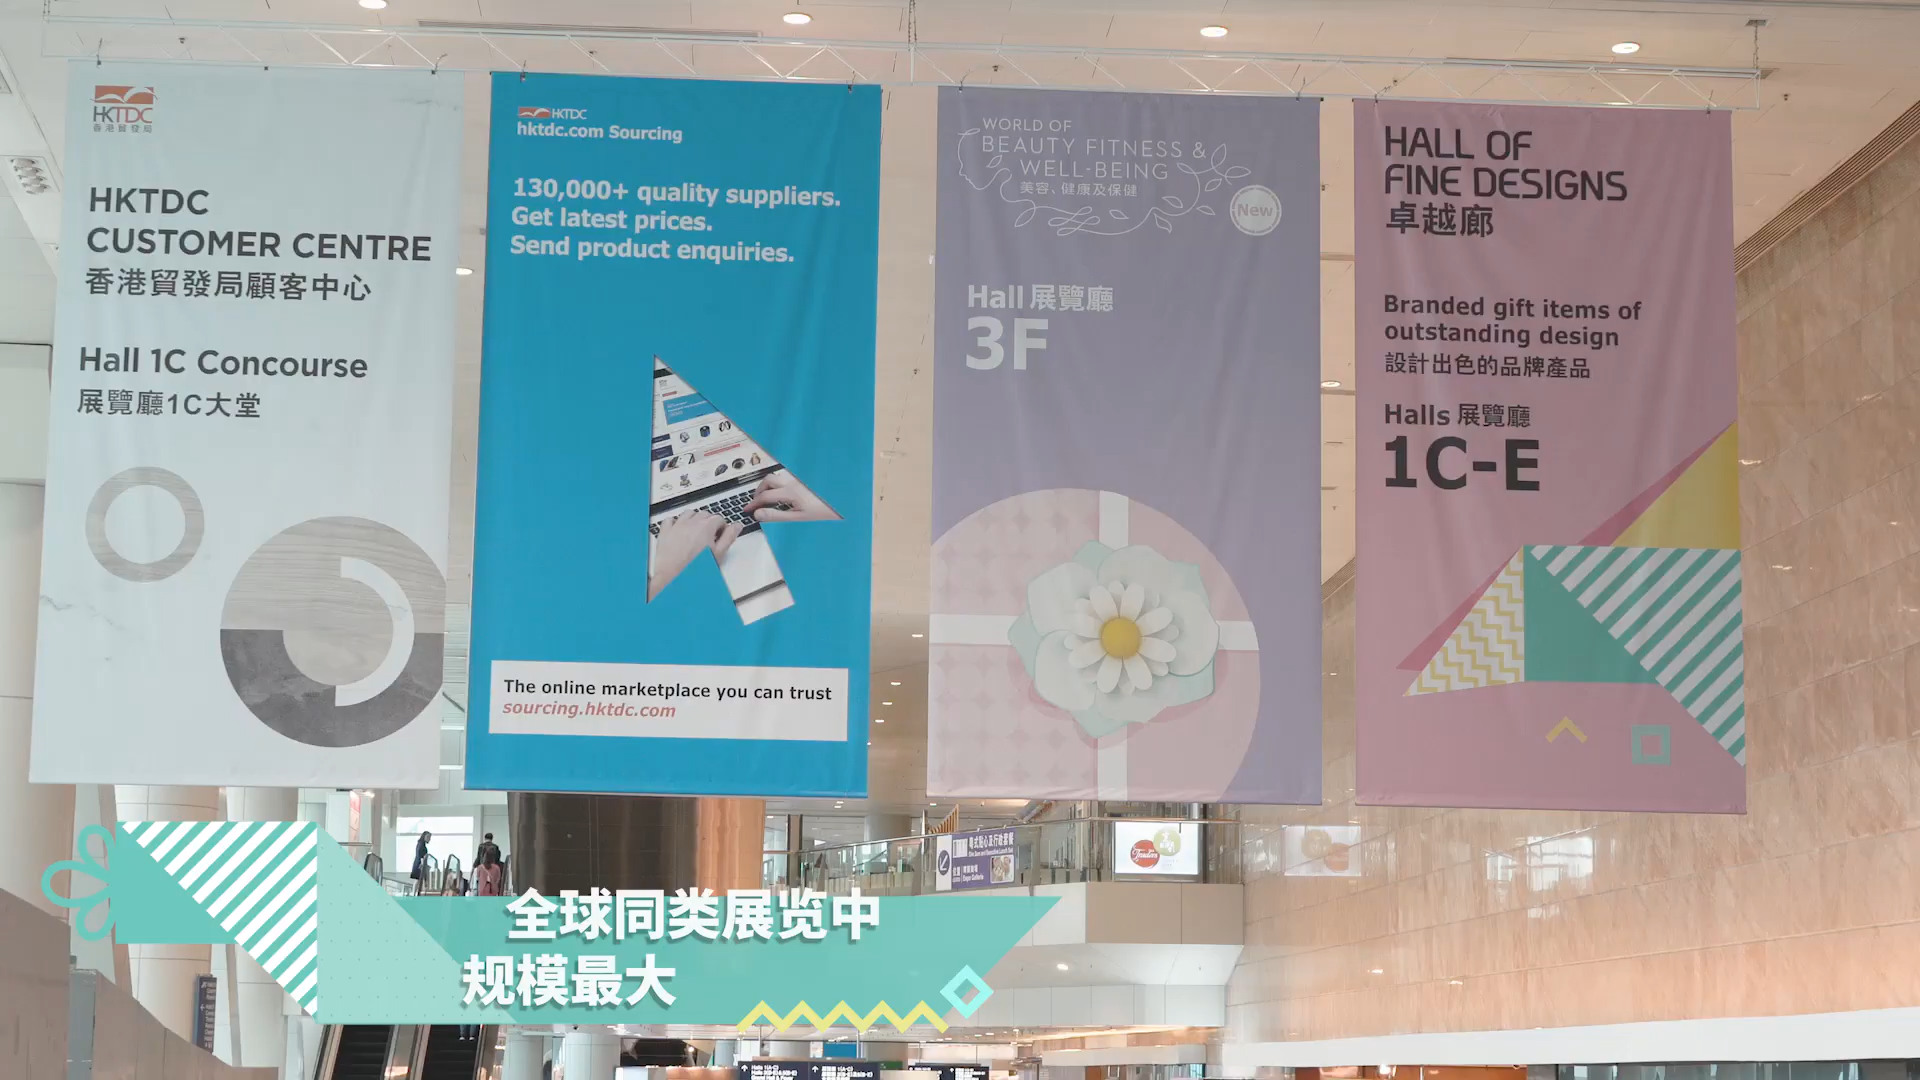 HKTDC
香港貿發局
HKTDC
CUSTOMER CENTRE
香港貿發局顧客中心
Hall 1C Concourse
展覽廳1C大堂
HKTDC
hktdc.com Sourcing
130,000+ quality suppliers.
Get latest prices.
Send product enquiries.
The online marketplace you can trust
sourcing.hktdc.com
WORLD OF
BEAUTY FITNESS &
WELL-BEING
美容、健康及保健
New
Hall 展覽廳
3F
HALL OF
FINE DESIGNS
卓越廊
Branded gift items of
outstanding design
設計出色的品牌產品
Halls 展覽廳
1C-E
全球同类展览中
规模最大